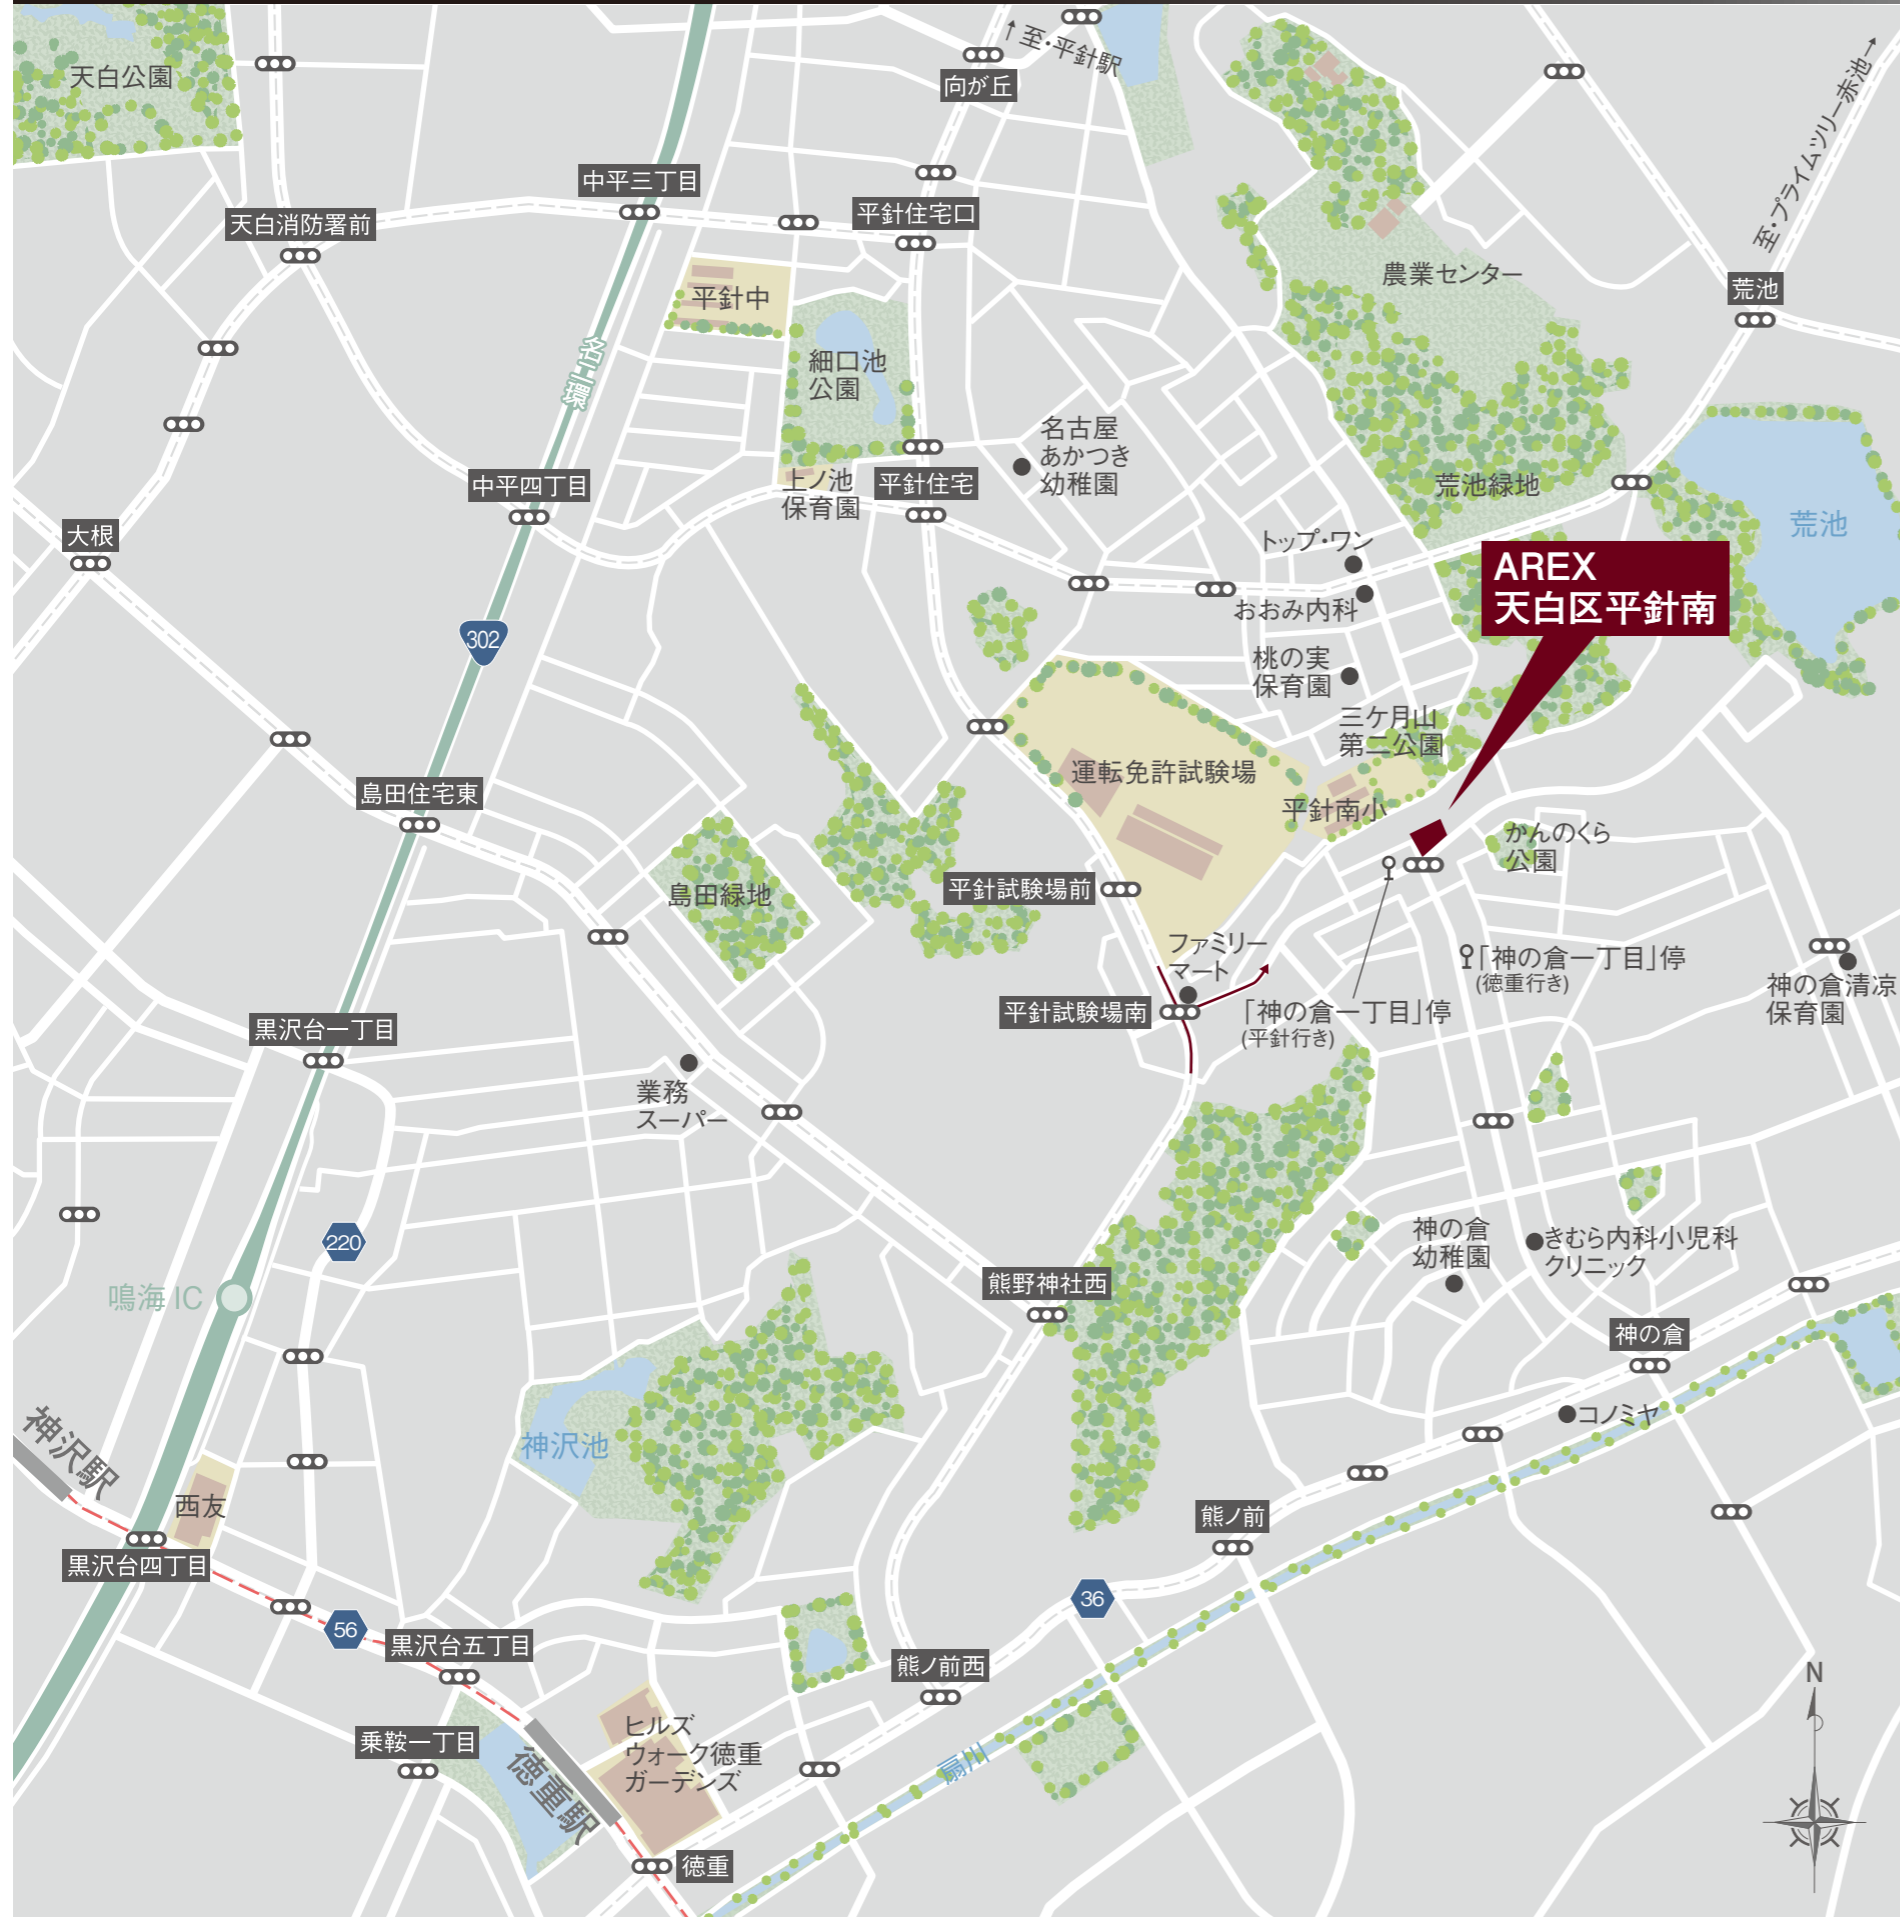 ↑至・平針駅
天白公園
向が丘
至・プライムツリー赤池→
中平三丁目
天白消防署前
平針住宅口
農業センター
荒池
平針中
名二環
細口池
公園
名古屋
あかつき
幼稚園
上ノ池
保育園
平針住宅
中平四丁目
荒池緑地
荒池
大根
トップ・ワン
おおみ内科
AREX
天白区平針南
302
桃の実
保育園
三ケ月山
第二公園
運転免許試験場
平針南小
島田住宅東
かんのくら
公園
島田緑地
平針試験場前
ファミリー
マート
「神の倉一丁目」停
(徳重行き)
神の倉清凉
保育園
平針試験場南
「神の倉一丁目」停
(平針行き)
黒沢台一丁目
業務
スーパー
220
神の倉
幼稚園
きむら内科小児科
クリニック
鳴海 IC
熊野神社西
神の倉
コノミヤ
神沢駅
神沢池
西友
熊ノ前
黒沢台四丁目
36
56
黒沢台五丁目
熊ノ前西
N
乗鞍一丁目
徳重駅
ヒルズ
ウォーク徳重
ガーデンズ
扇川
徳重